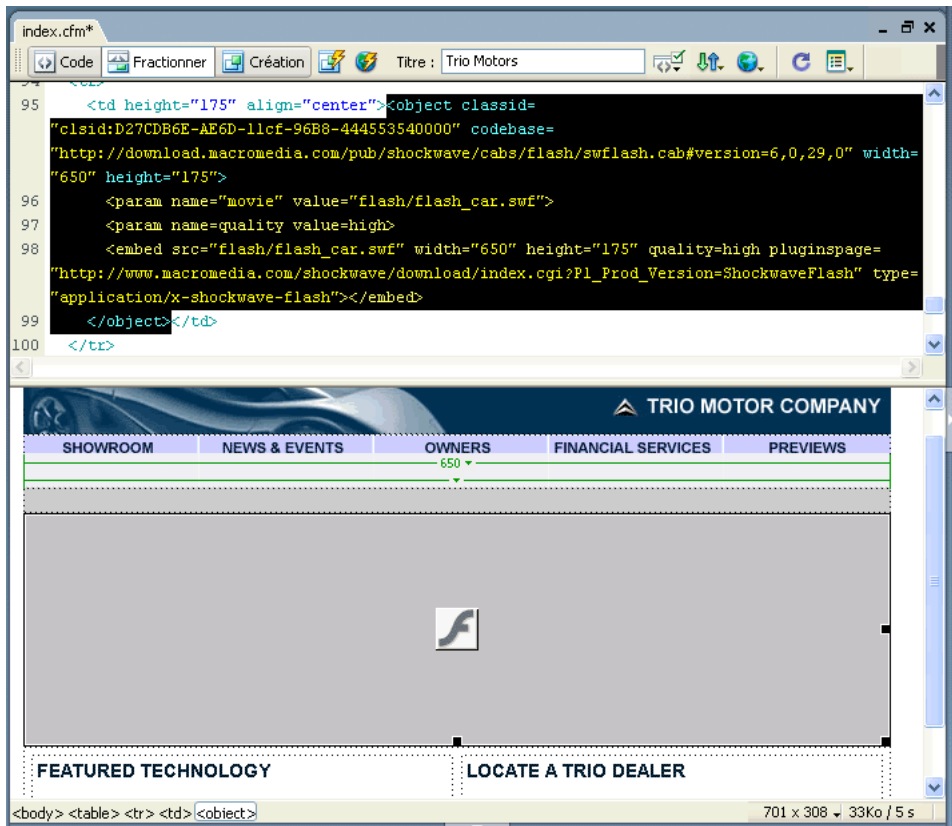 index.cfm*
Code Fractionner Création Titre : Trio Motors
94 <tr>
95 <td height="175" align="center"><object classid=
"clsid:D27CDB6E-AE6D-11cf-96B8-444553540000" codebase=
"http://download.macromedia.com/pub/shockwave/cabs/flash/swflash.cab#version=6,0,29,0" width=
"650" height="175">
96 <param name="movie" value="flash/flash_car.swf">
97 <param name=quality value=high>
98 <embed src="flash/flash_car.swf" width="650" height="175" quality=high pluginspage=
"http://www.macromedia.com/shockwave/download/index.cgi?P1_Prod_Version=ShockwaveFlash" type=
"application/x-shockwave-flash"></embed>
99 </object></td>
100 </tr>
TRIO MOTOR COMPANY
SHOWROOM NEWS & EVENTS OWNERS FINANCIAL SERVICES PREVIEWS
650
FEATURED TECHNOLOGY LOCATE A TRIO DEALER
<body> <table> <tr> <td> <object> 701 x 308 33Ko / 5 s